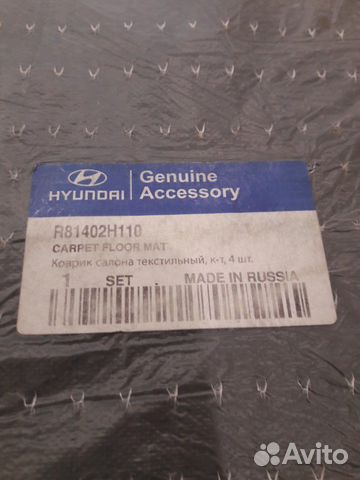 HYUNDAI
Genuine
Accessory
R81402H110
CARPET FLOOR MAT
Коврик салона текстильный, к-т, 4 шт.
1 SET. MADE IN RUSSIA
Avito